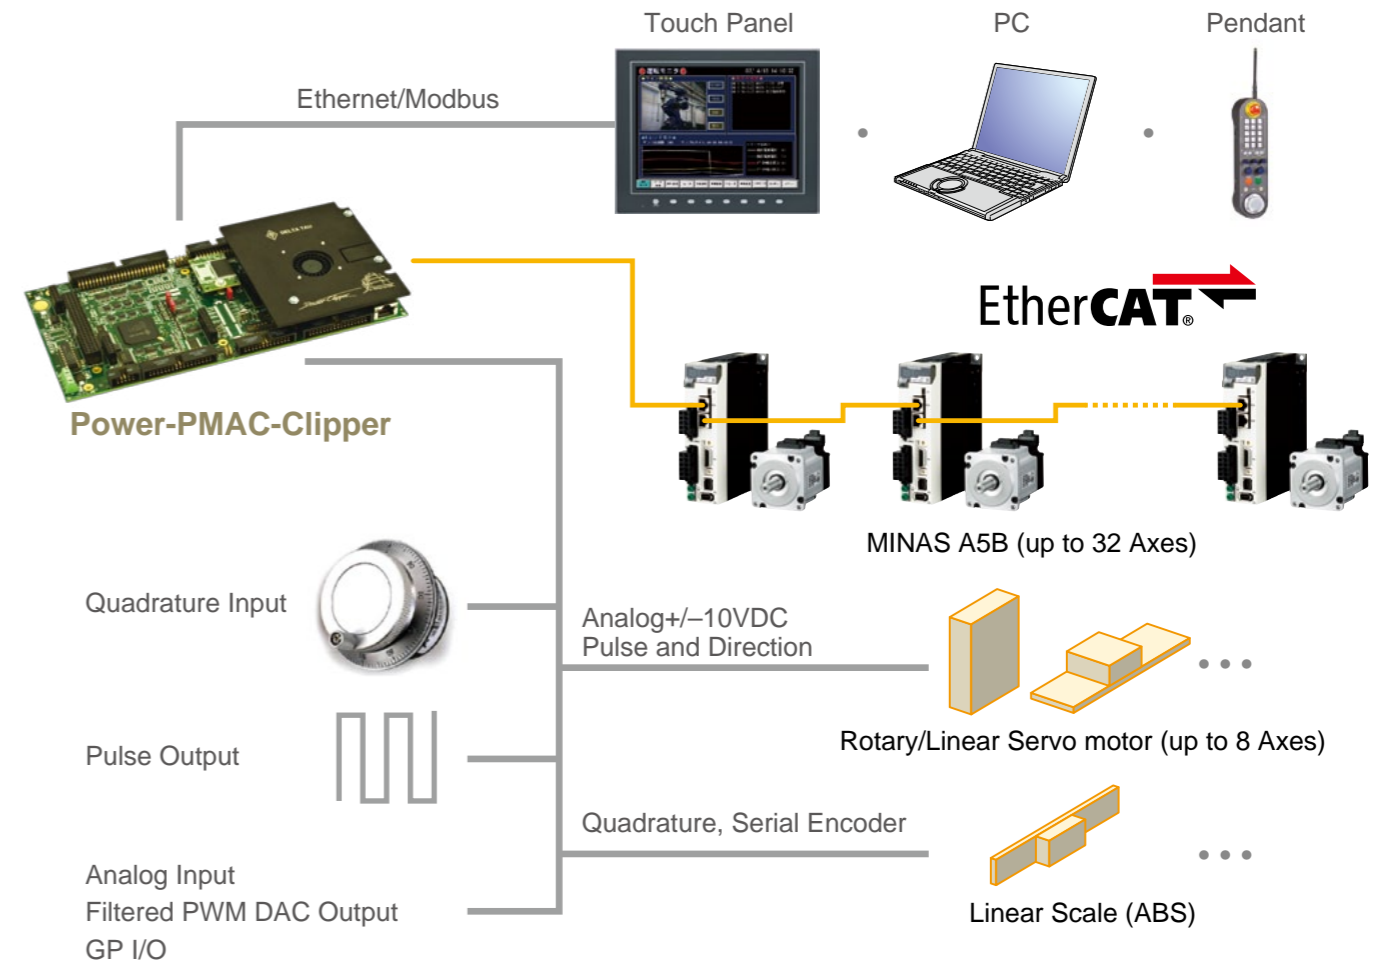 Touch Panel
PC
Pendant
Ethernet/Modbus
DELTA TAU
EtherCAT®
Power-PMAC-Clipper
MINAS A5B (up to 32 Axes)
Quadrature Input
Analog+/–10VDC
Pulse and Direction
Rotary/Linear Servo motor (up to 8 Axes)
Pulse Output
Quadrature, Serial Encoder
Analog Input
Filtered PWM DAC Output
GP I/O
Linear Scale (ABS)